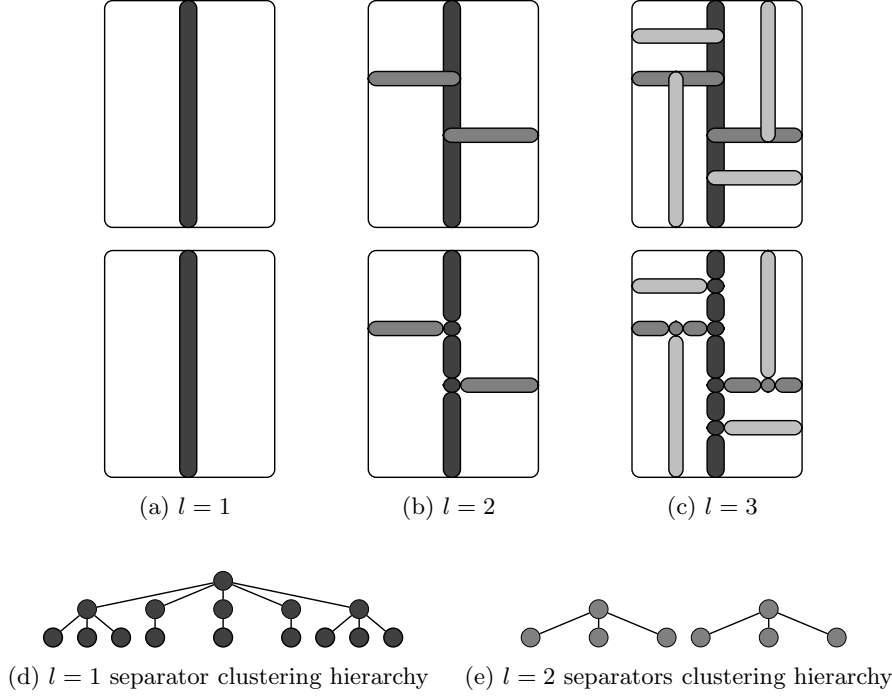 (a) l = 1
(b) l = 2
(c) l = 3
(d) l = 1 separator clustering hierarchy
(e) l = 2 separators clustering hierarchy